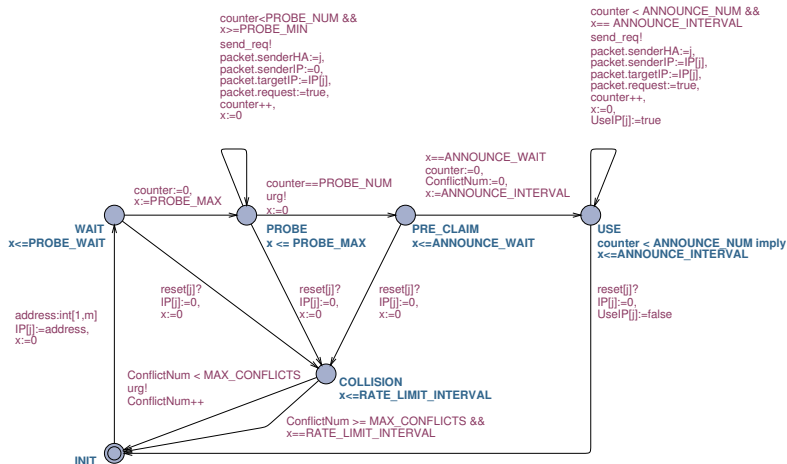 counter<PROBE_NUM &&
x>=PROBE_MIN
send_req!
packet.senderHA:=j,
packet.senderIP:=0,
packet.targetIP:=IP[j],
packet.request:=true,
counter++,
x:=0
counter < ANNOUNCE_NUM &&
x== ANNOUNCE_INTERVAL
send_req!
packet.senderHA:=j,
packet.senderIP:=IP[j],
packet.targetIP:=IP[j],
packet.request:=true,
counter++,
x:=0,
UseIP[j]:=true
counter:=0,
x:=PROBE_MAX
counter==PROBE_NUM
urg!
x:=0
x==ANNOUNCE_WAIT
counter:=0,
ConflictNum:=0,
x:=ANNOUNCE_INTERVAL
WAIT
x<=PROBE_WAIT
PROBE
x <= PROBE_MAX
PRE_CLAIM
x<=ANNOUNCE_WAIT
USE
counter < ANNOUNCE_NUM imply
x<=ANNOUNCE_INTERVAL
address:int[1,m]
IP[j]:=address,
x:=0
reset[j]?
IP[j]:=0,
x:=0
reset[j]?
IP[j]:=0,
x:=0
reset[j]?
IP[j]:=0,
x:=0
reset[j]?
IP[j]:=0,
UseIP[j]:=false
ConflictNum < MAX_CONFLICTS
urg!
ConflictNum++
COLLISION
x<=RATE_LIMIT_INTERVAL
ConflictNum >= MAX_CONFLICTS &&
x==RATE_LIMIT_INTERVAL
INIT